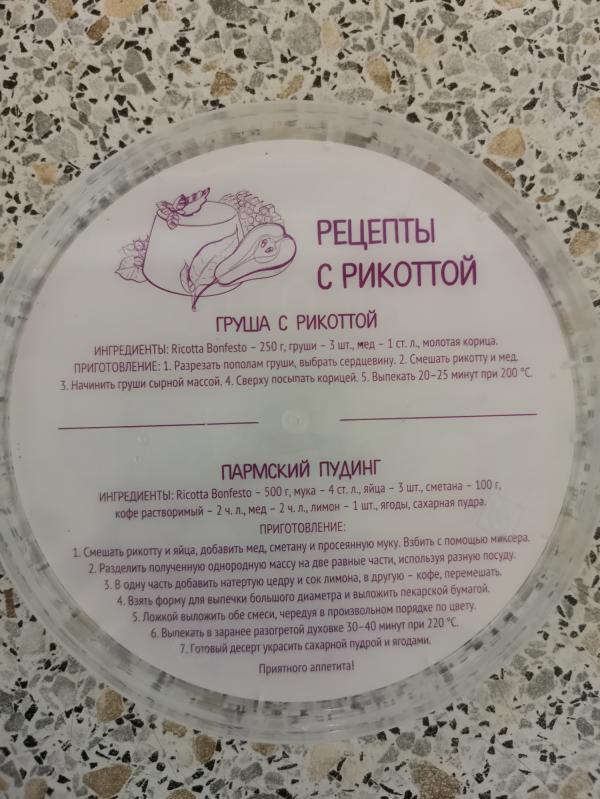 РЕЦЕПТЫ
С РИКОТТОЙ
ГРУША С РИКОТТОЙ
ИНГРЕДИЕНТЫ: Ricotta Bonfesto – 250 г, груши – 3 шт., мед – 1 ст. л., молотая корица.
ПРИГОТОВЛЕНИЕ: 1. Разрезать пополам груши, выбрать сердцевину. 2. Смешать рикотту и мед.
3. Начинить груши сырной массой. 4. Сверху посыпать корицей. 5. Выпекать 20–25 минут при 200 °С.
ПАРМСКИЙ ПУДИНГ
ИНГРЕДИЕНТЫ: Ricotta Bonfesto – 500 г, мука – 4 ст. л., яйца – 3 шт., сметана – 100 г,
кофе растворимый – 2 ч. л., мед – 2 ч. л., лимон – 1 шт., ягоды, сахарная пудра.
ПРИГОТОВЛЕНИЕ:
1. Смешать рикотту и яйца, добавить мед, сметану и просеянную муку. Взбить с помощью миксера.
2. Разделить полученную однородную массу на две равные части, используя разную посуду.
3. В одну часть добавить натертую цедру и сок лимона, в другую – кофе, перемешать.
4. Взять форму для выпечки большого диаметра и выложить пекарской бумагой.
5. Ложкой выложить обе смеси, чередуя в произвольном порядке по цвету.
6. Выпекать в заранее разогретой духовке 30–40 минут при 220 °С.
7. Готовый десерт украсить сахарной пудрой и ягодами.
Приятного аппетита!